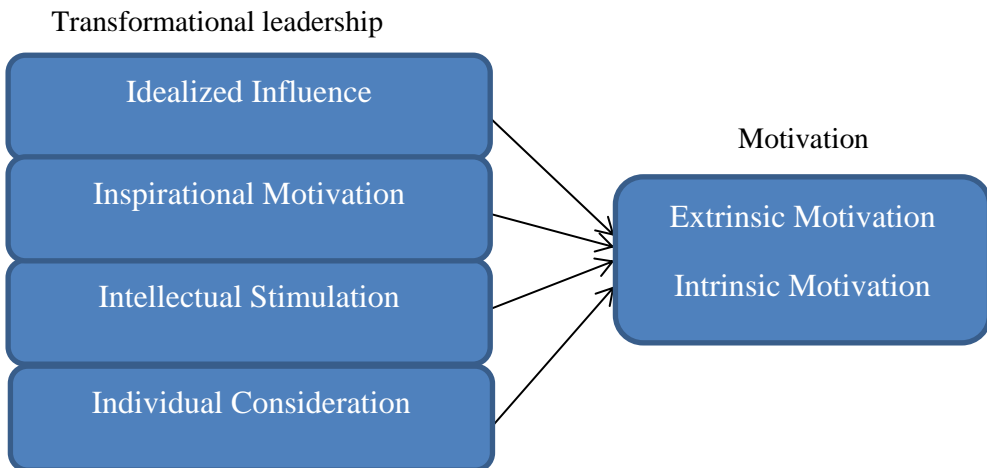 Transformational leadership
Idealized Influence
Inspirational Motivation
Intellectual Stimulation
Individual Consideration
Motivation
Extrinsic Motivation
Intrinsic Motivation